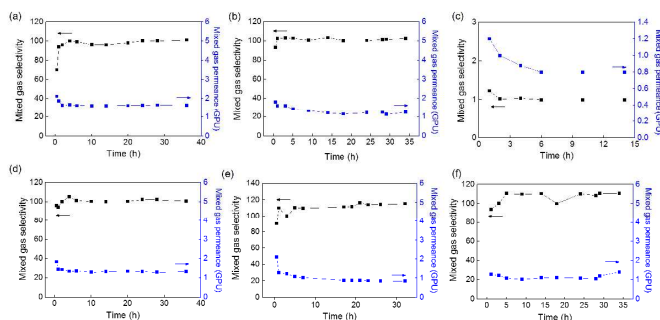 (a)
Mixed gas selectivity
120
100
80
60
40
20
0
0 10 20 30 40
Time (h)
6
5
4
3
2
1
0
Mixed gas permeance (GPU)
(b)
Mixed gas selectivity
120
100
80
60
40
20
0
0 5 10 15 20 25 30 35
Time (h)
6
5
4
3
2
1
0
Mixed gas permeance (GPU)
(c)
Mixed gas selectivity
3
2
1
0
0 2 4 6 8 10 12 14
Time (h)
1.4
1.2
1.0
0.8
0.6
0.4
0.2
0.0
Mixed gas permeance (GPU)
(d)
Mixed gas selectivity
120
100
80
60
40
20
0
0 10 20 30
Time (h)
6
5
4
3
2
1
0
Mixed gas permeance (GPU)
(e)
Mixed gas selectivity
140
120
100
80
60
40
20
0
0 10 20 30
Time (h)
6
5
4
3
2
1
0
Mixed gas permeance (GPU)
(f)
Mixed gas selectivity
120
100
80
60
40
20
0
0 5 10 15 20 25 30 35
Time (h)
6
5
4
3
2
1
0
Mixed gas permeance (GPU)